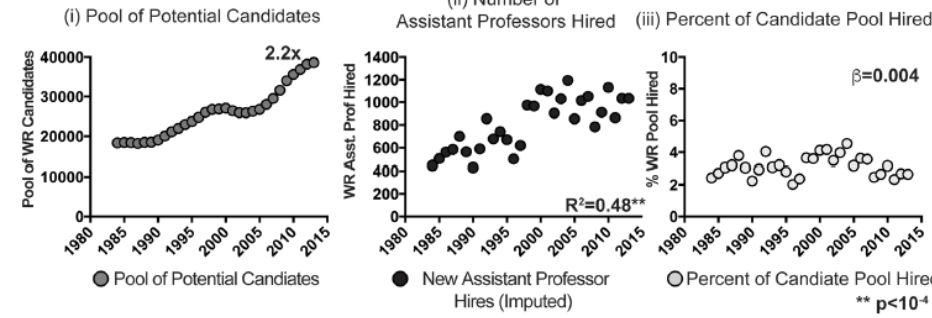 (i) Pool of Potential Candidates
2.2x
Pool of WR Candidates
40000
30000
20000
10000
0
1980
1985
1990
1995
2000
2005
2010
2015
Pool of Potential Candiates
(ii) Number of
Assistant Professors Hired
WR Asst. Prof Hired
1400
1200
1000
800
600
400
200
0
R²=0.48**
1980
1985
1990
1995
2000
2005
2010
2015
New Assistant Professor
Hires (Imputed)
(iii) Percent of Candidate Pool Hired
β=0.004
% WR Pool Hired
10
8
6
4
2
0
1980
1985
1990
1995
2000
2005
2010
2015
Percent of Candiate Pool Hired
** p<10⁻⁴